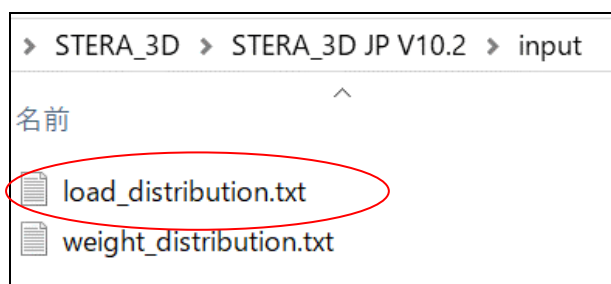 > STERA_3D > STERA_3D JP V10.2 > input
名前
load_distribution.txt
weight_distribution.txt